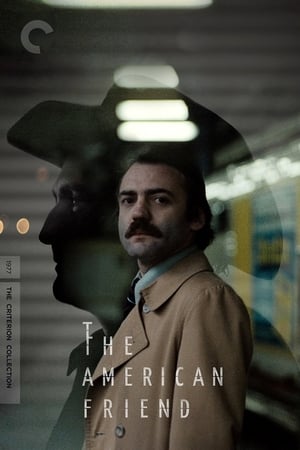 1977
THE CRITERION COLLECTION
THE
AMERICAN
FRIEND